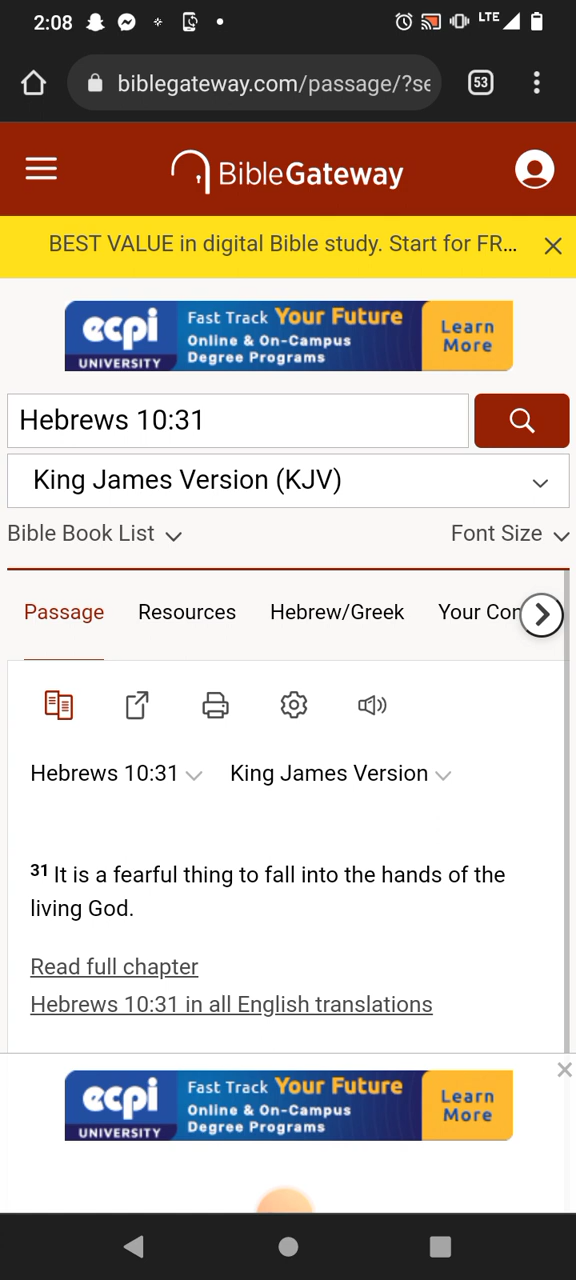 2:08 LTE
biblegateway.com/passage/?se
53
BibleGateway
BEST VALUE in digital Bible study. Start for FR...
ecpi
UNIVERSITY
Fast Track Your Future
Online & On-Campus
Degree Programs
Learn
More
Hebrews 10:31
King James Version (KJV)
Bible Book List
Font Size
Passage Resources Hebrew/Greek Your Con
Hebrews 10:31 King James Version
31 It is a fearful thing to fall into the hands of the
living God.
Read full chapter
Hebrews 10:31 in all English translations
ecpi
UNIVERSITY
Fast Track Your Future
Online & On-Campus
Degree Programs
Learn
More